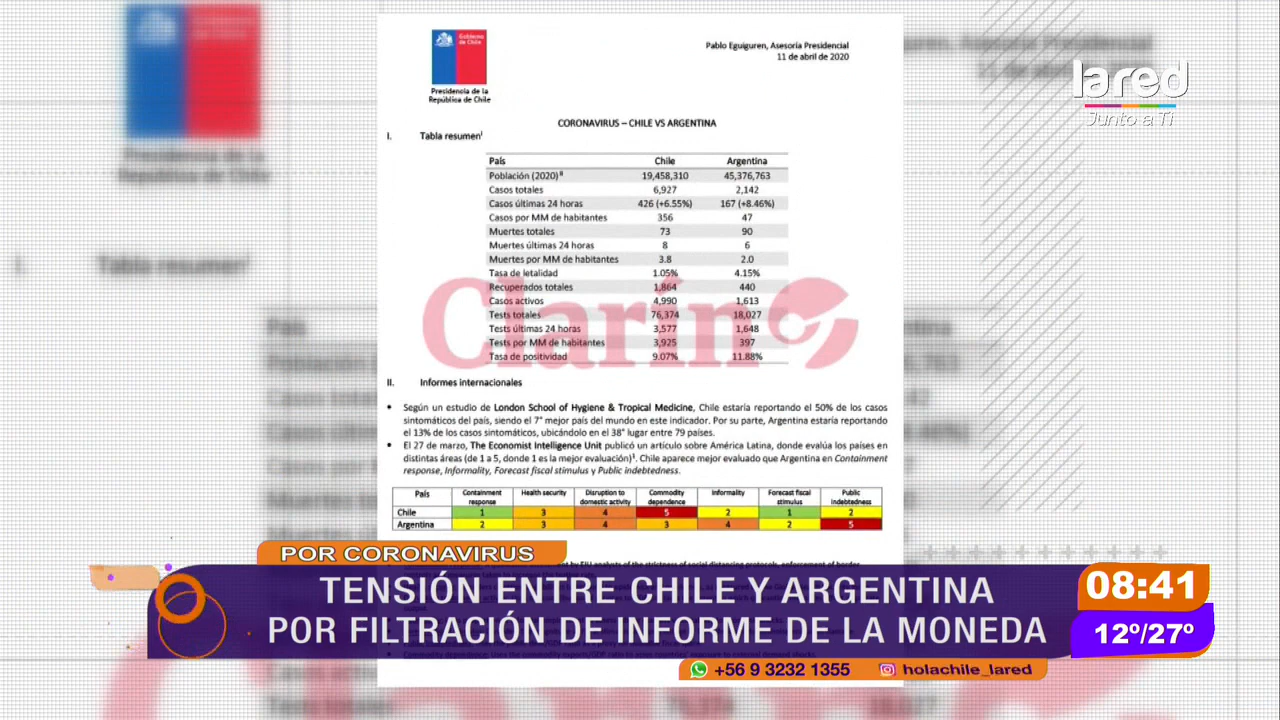 Gobierno
de Chile
Presidencia de la
República de Chile
Pablo Eguiguren, Asesoría Presidencial
11 de abril de 2020
lared
Junto a Ti
CORONAVIRUS – CHILE VS ARGENTINA
I. Tabla resumen
País Chile Argentina
Población (2020) 19,458,310 45,376,763
Casos totales 6,927 2,142
Casos últimas 24 horas 426 (+6.55%) 167 (+8.46%)
Casos por MM de habitantes 356 47
Muertes totales 73 90
Muertes últimas 24 horas 8 6
Muertes por MM de habitantes 3.8 2.0
Tasa de letalidad 1.05% 4.15%
Recuperados totales 1,864 440
Casos activos 4,990 1,613
Tests totales 76,374 18,027
Tests últimas 24 horas 3,577 1,648
Tests por MM de habitantes 3,925 397
Tasa de positividad 9.07% 11.88%
Clarín
II. Informes internacionales
• Según un estudio de London School of Hygiene & Tropical Medicine, Chile estaría reportando el 50% de los casos
sintomáticos del país, siendo el 7° mejor país del mundo en este indicador. Por su parte, Argentina estaría reportando
el 13% de los casos sintomáticos, ubicándolo en el 38° lugar entre 79 países.
• El 27 de marzo, The Economist Intelligence Unit publicó un artículo sobre América Latina, donde evalúa los países en
distintas áreas (de 1 a 5, donde 1 es la mejor evaluación)¹. Chile aparece mejor evaluado que Argentina en Containment
response, Informality, Forecast fiscal stimulus y Public indebtedness.
País Containment response Health security Disruption to domestic activity Commodity dependence Informality Forecast fiscal stimulus Public indebtedness
Chile 1 3 4 5 2 1 2
Argentina 2 3 4 3 4 2 5
POR CORONAVIRUS
TENSIÓN ENTRE CHILE Y ARGENTINA
POR FILTRACIÓN DE INFORME DE LA MONEDA
08:41
12°/27°
+56 9 3232 1355
holachile_lared